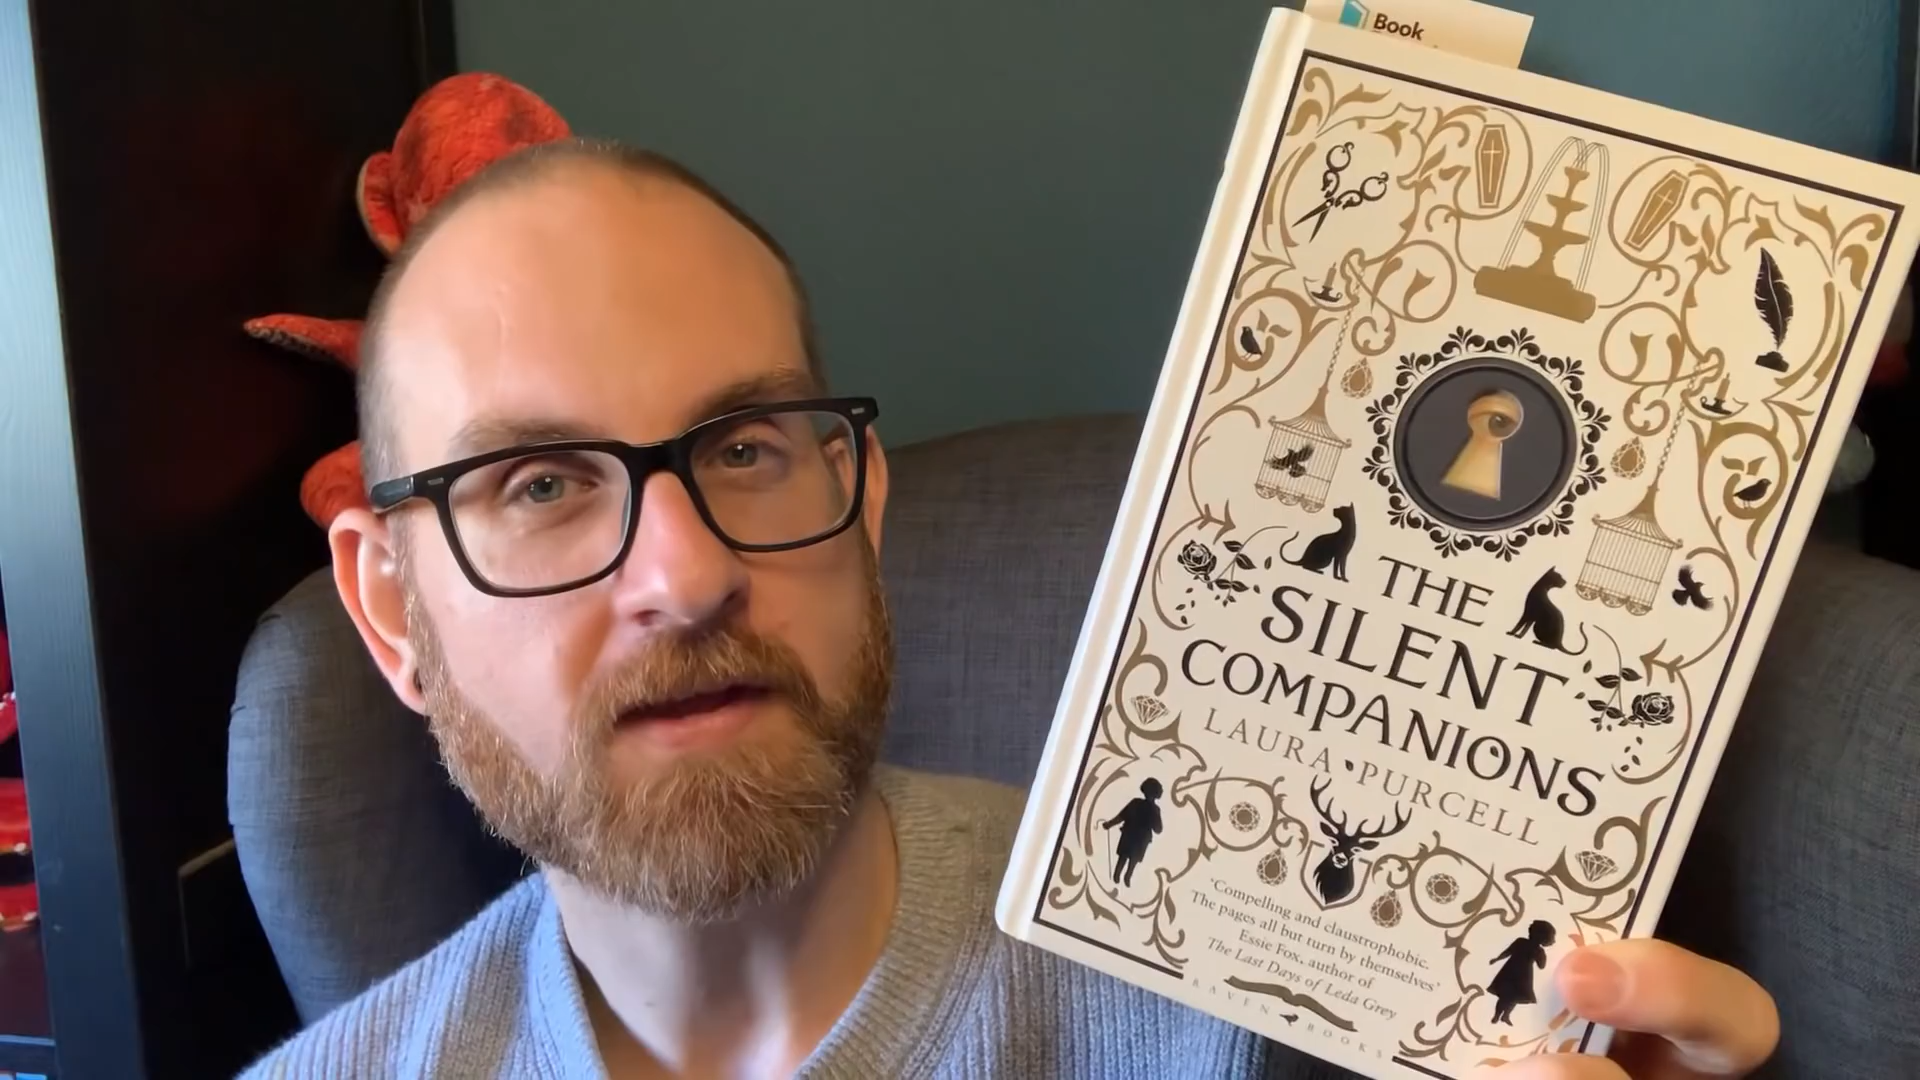 Book
THE
SILENT
COMPANIONS
LAURA PURCELL
'Compelling and claustrophobic.
The pages all but turn by themselves'
Essie Fox, author of
The Last Days of Leda Grey
RAVEN BOOKS